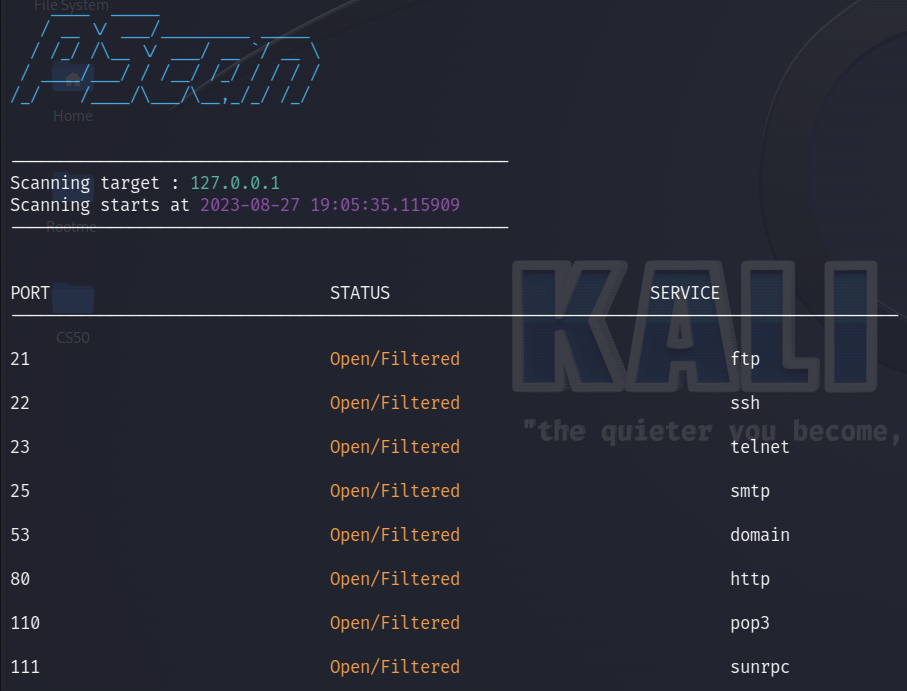 File System
PyScan
Home
Scanning target : 127.0.0.1
Scanning starts at 2023-08-27 19:05:35.115909
Rootme
PORT STATUS SERVICE
CS50
KALI
21 Open/Filtered ftp
22 Open/Filtered ssh
"the quieter you become,
23 Open/Filtered telnet
25 Open/Filtered smtp
53 Open/Filtered domain
80 Open/Filtered http
110 Open/Filtered pop3
111 Open/Filtered sunrpc